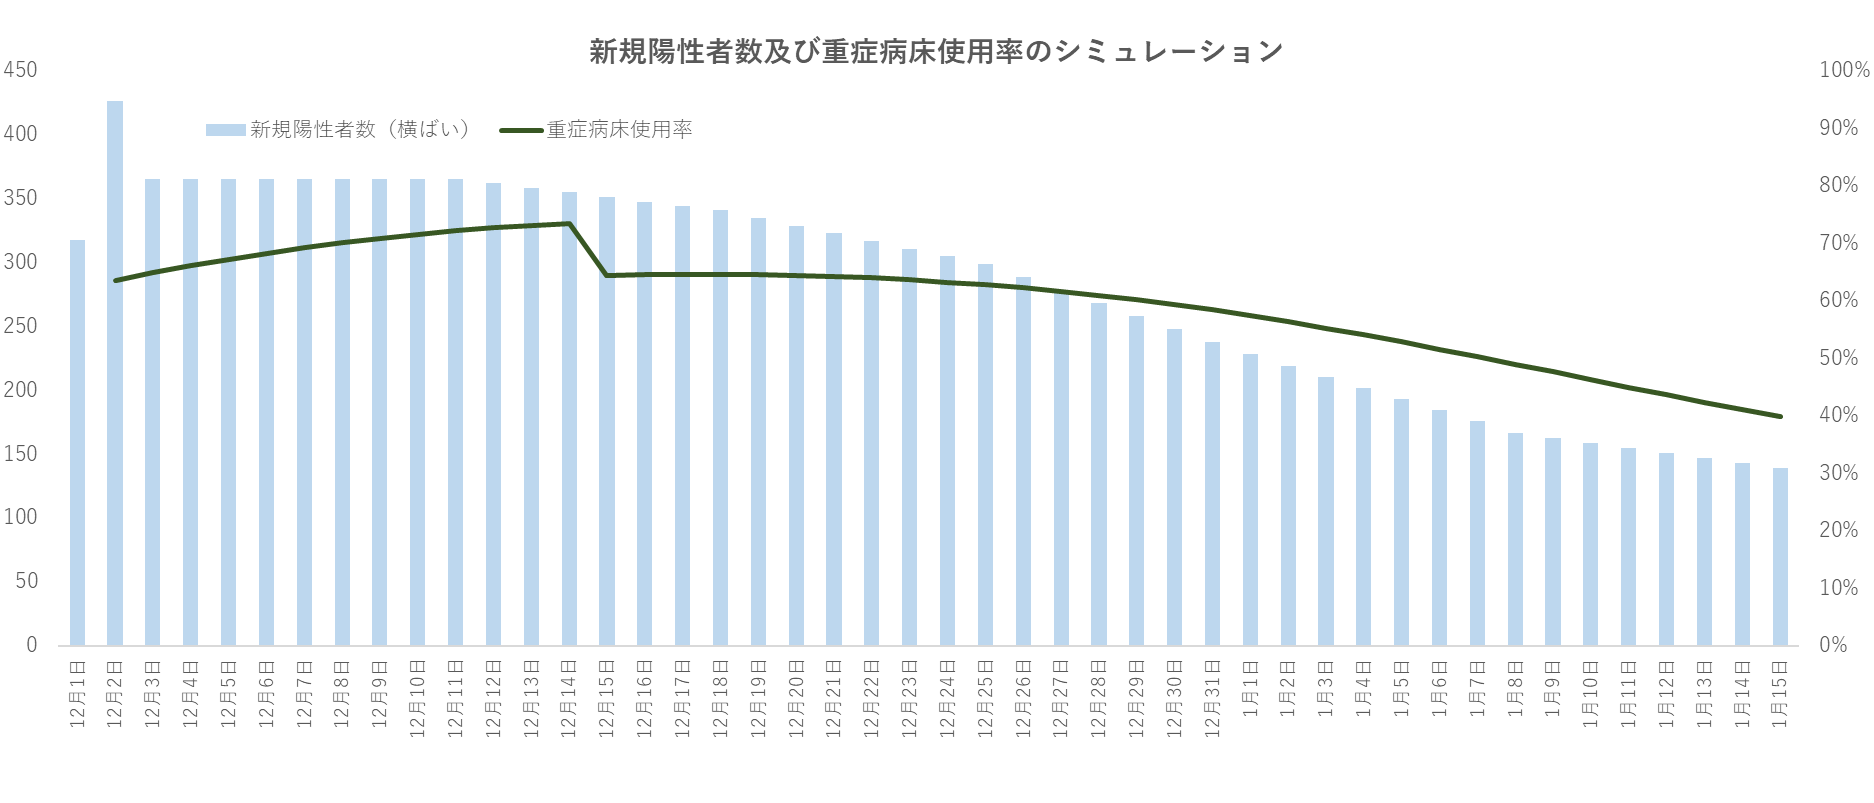 新規陽性者数及び重症病床使用率のシミュレーション
新規陽性者数（横ばい）
重症病床使用率
450
400
350
300
250
200
150
100
50
0
100%
90%
80%
70%
60%
50%
40%
30%
20%
10%
0%
12月1日
12月2日
12月3日
12月4日
12月5日
12月6日
12月7日
12月8日
12月9日
12月10日
12月11日
12月12日
12月13日
12月14日
12月15日
12月16日
12月17日
12月18日
12月19日
12月20日
12月21日
12月22日
12月23日
12月24日
12月25日
12月26日
12月27日
12月28日
12月29日
12月30日
12月31日
1月1日
1月2日
1月3日
1月4日
1月5日
1月6日
1月7日
1月8日
1月9日
1月10日
1月11日
1月12日
1月13日
1月14日
1月15日